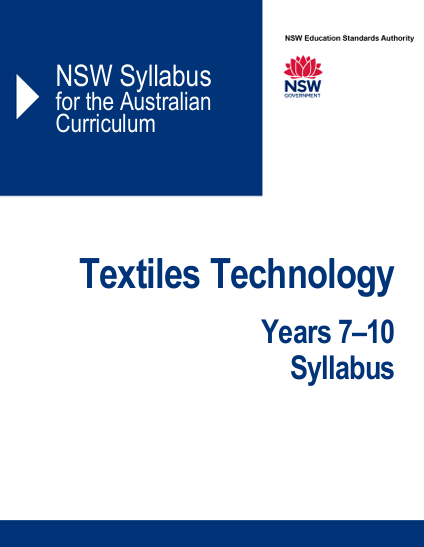 NSW Education Standards Authority
NSW Syllabus
for the Australian
Curriculum
NSW
GOVERNMENT
Textiles Technology
Years 7–10
Syllabus